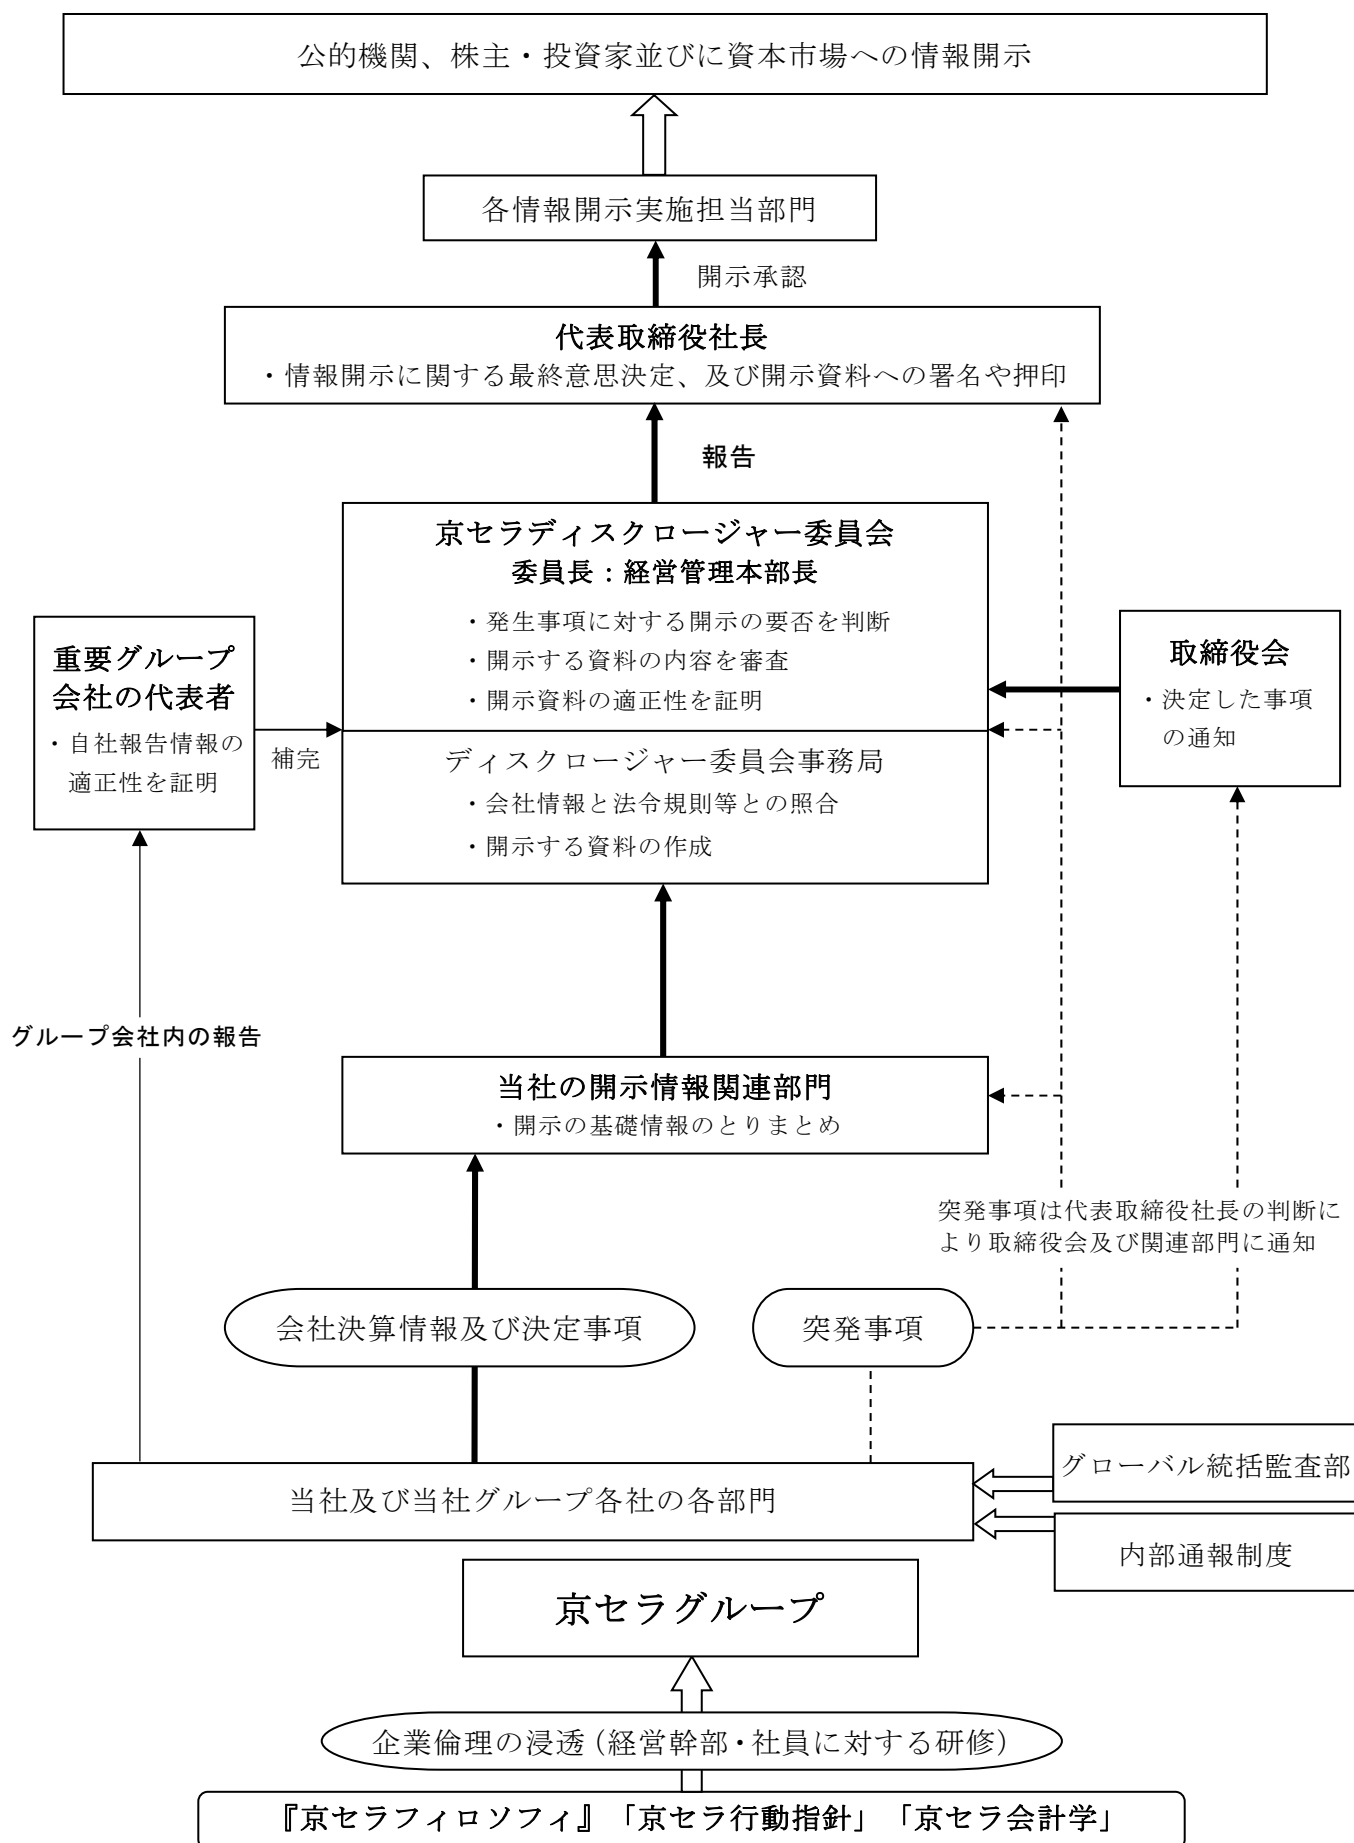 公的機関、株主・投資家並びに資本市場への情報開示
各情報開示実施担当部門
開示承認
代表取締役社長
・情報開示に関する最終意思決定、及び開示資料への署名や押印
報告
京セラディスクロージャー委員会
委員長：経営管理本部長
・発生事項に対する開示の要否を判断
・開示する資料の内容を審査
・開示資料の適正性を証明
重要グループ
会社の代表者
・自社報告情報の
適正性を証明
補完
取締役会
・決定した事項
の通知
ディスクロージャー委員会事務局
・会社情報と法令規則等との照合
・開示する資料の作成
グループ会社内の報告
当社の開示情報関連部門
・開示の基礎情報のとりまとめ
突発事項は代表取締役社長の判断に
より取締役会及び関連部門に通知
会社決算情報及び決定事項
突発事項
グローバル統括監査部
当社及び当社グループ各社の各部門
内部通報制度
京セラグループ
企業倫理の浸透（経営幹部・社員に対する研修）
『京セラフィロソフィ』「京セラ行動指針」「京セラ会計学」